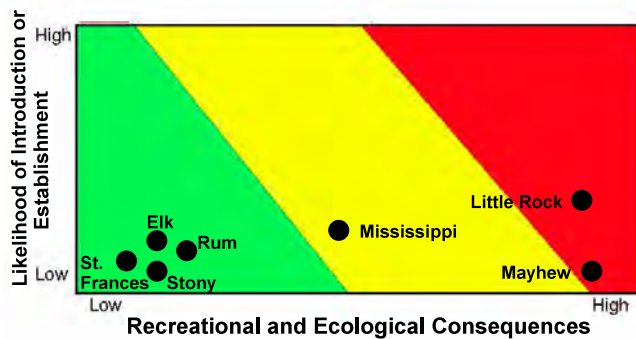 Likelihood of Introduction or
Establishment
High
Low
Elk
Rum
St.
Frances
Stony
Mississippi
Little Rock
Mayhew
Low
High
Recreational and Ecological Consequences